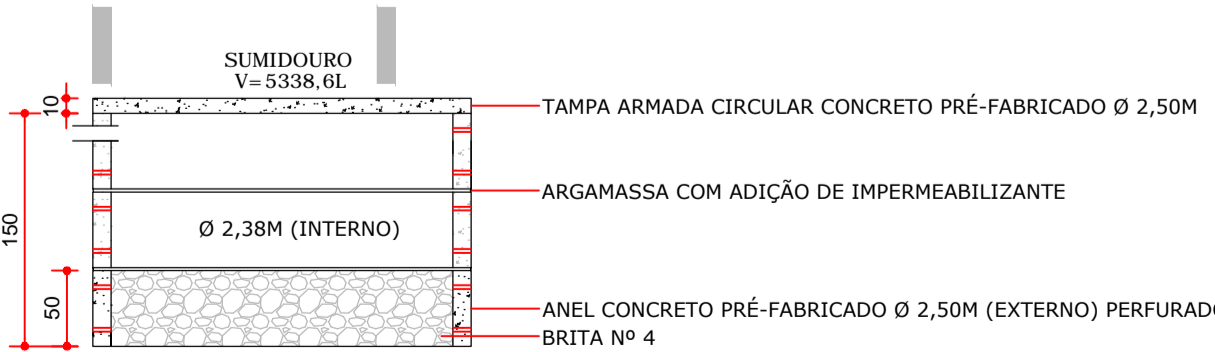 SUMIDOURO
V=5338,6L
10
TAMPA ARMADA CIRCULAR CONCRETO PRÉ-FABRICADO Ø 2,50M
ARGAMASSA COM ADIÇÃO DE IMPERMEABILIZANTE
150
Ø 2,38M (INTERNO)
50
ANEL CONCRETO PRÉ-FABRICADO Ø 2,50M (EXTERNO) PERFURADO
BRITA Nº 4